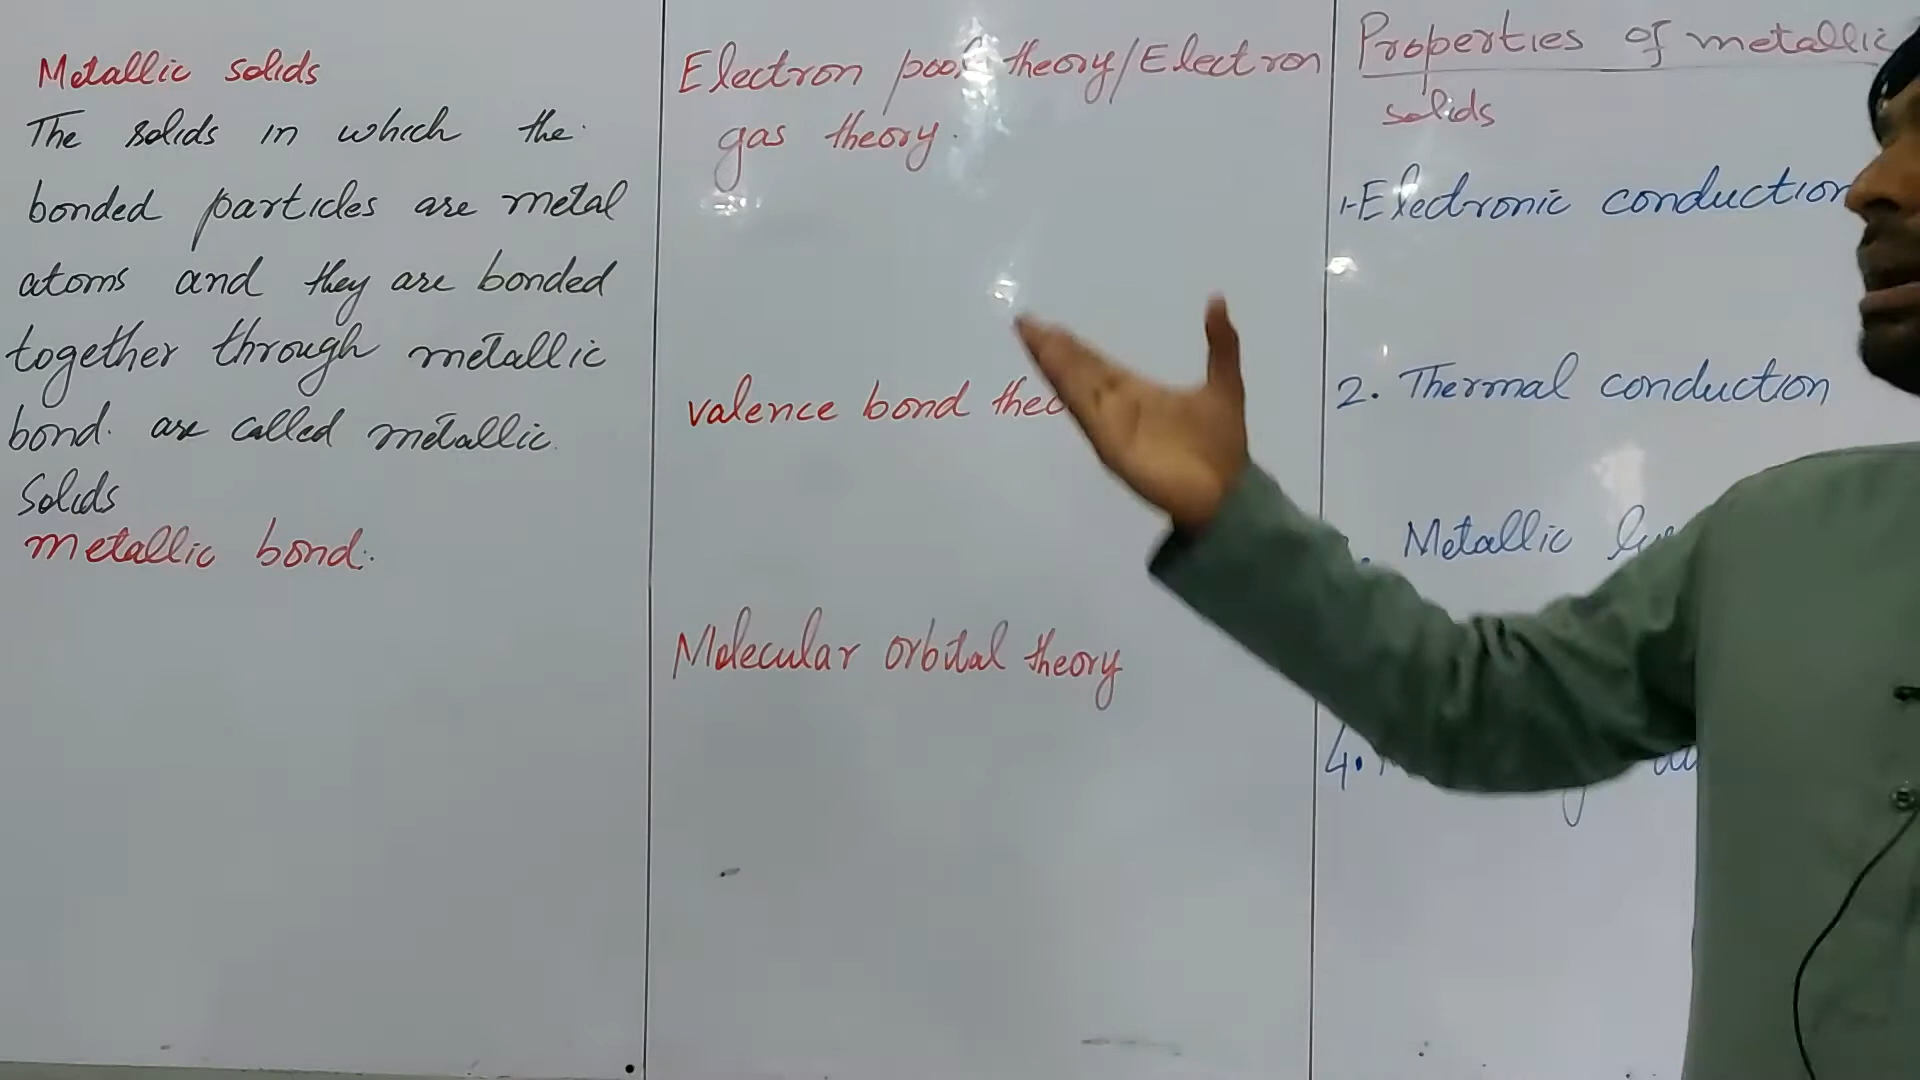 Metallic solids
The solids in which the
bonded particles are metal
atoms and they are bonded
together through metallic
bond. are called metallic.
Solids
metallic bond:
Electron pool theory/Electron
gas theory.
valence bond
Molecular orbital theory
Properties of metallic
solids
1-Electronic conduction
2. Thermal conduction
Metallic
4.